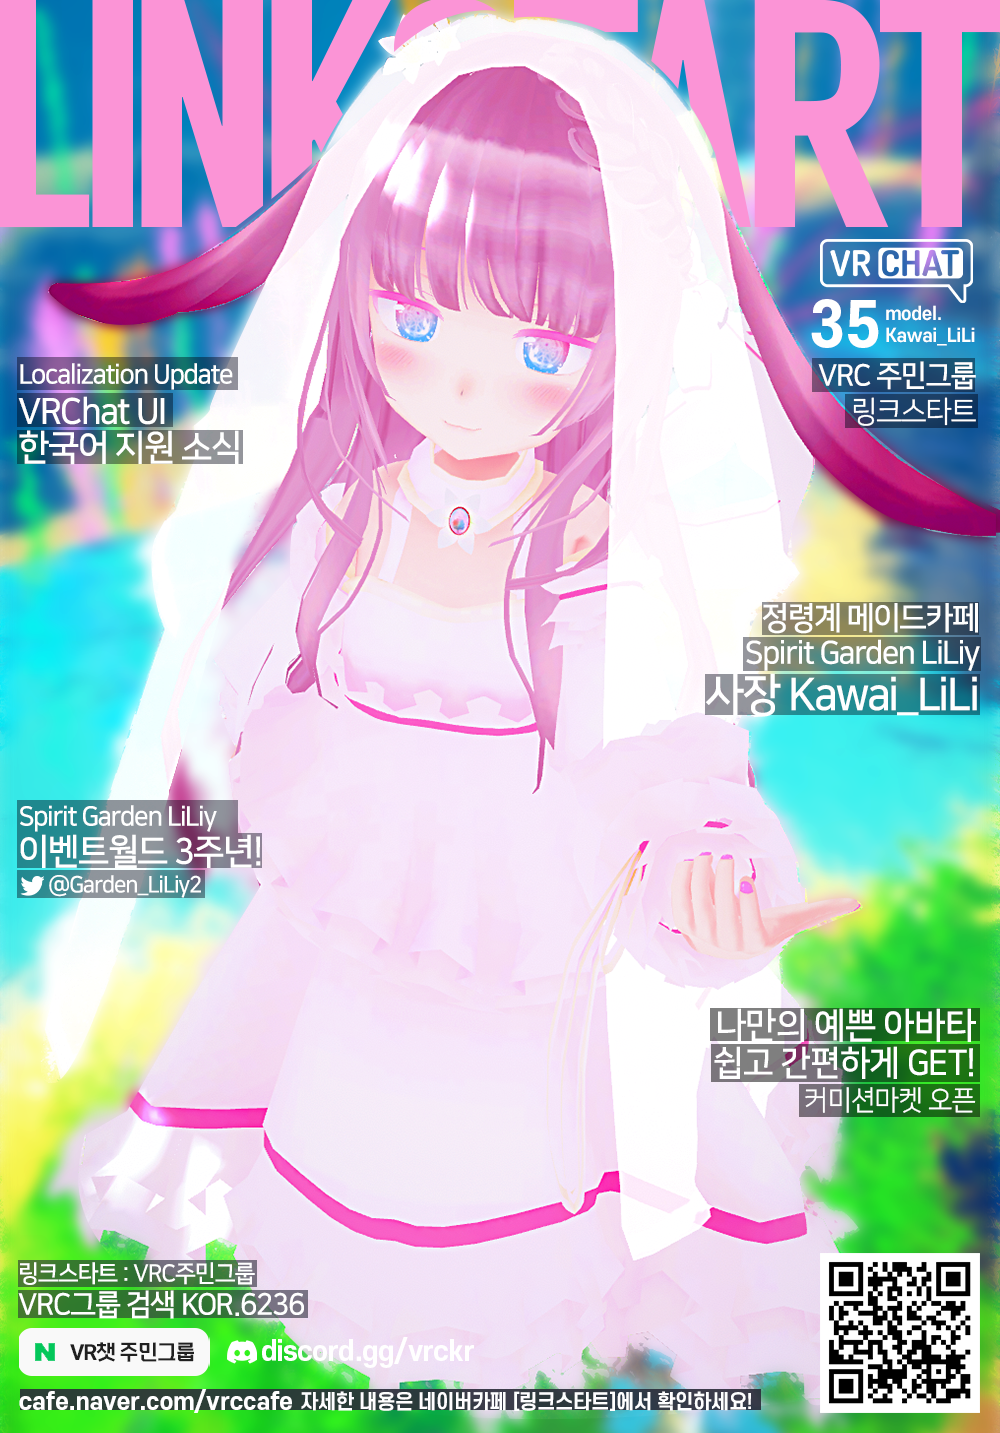 LINKSTART
VR CHAT
35 model.
Kawai_LiLi
VRC 주민그룹
링크스타트
Localization Update
VRChat UI
한국어 지원 소식
정령계 메이드카페
Spirit Garden LiLiy
사장 Kawai_LiLi
Spirit Garden LiLiy
이벤트월드 3주년!
@Garden_LiLiy2
나만의 예쁜 아바타
쉽고 간편하게 GET!
커미션마켓 오픈
링크스타트 : VRC주민그룹
VRC그룹 검색 KOR.6236
N VR챗 주민그룹 discord.gg/vrckr
cafe.naver.com/vrccafe 자세한 내용은 네이버카페 [링크스타트]에서 확인하세요!